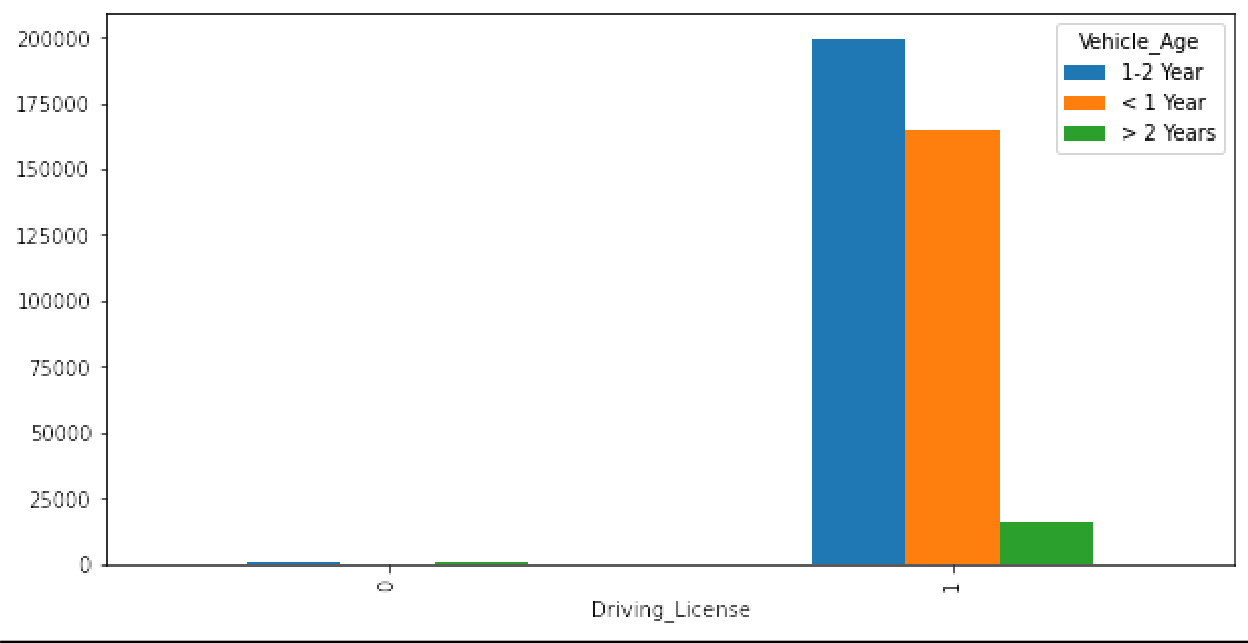 200000
175000
150000
125000
100000
75000
50000
25000
0
Vehicle_Age
1-2 Year
< 1 Year
> 2 Years
0
1
Driving_License